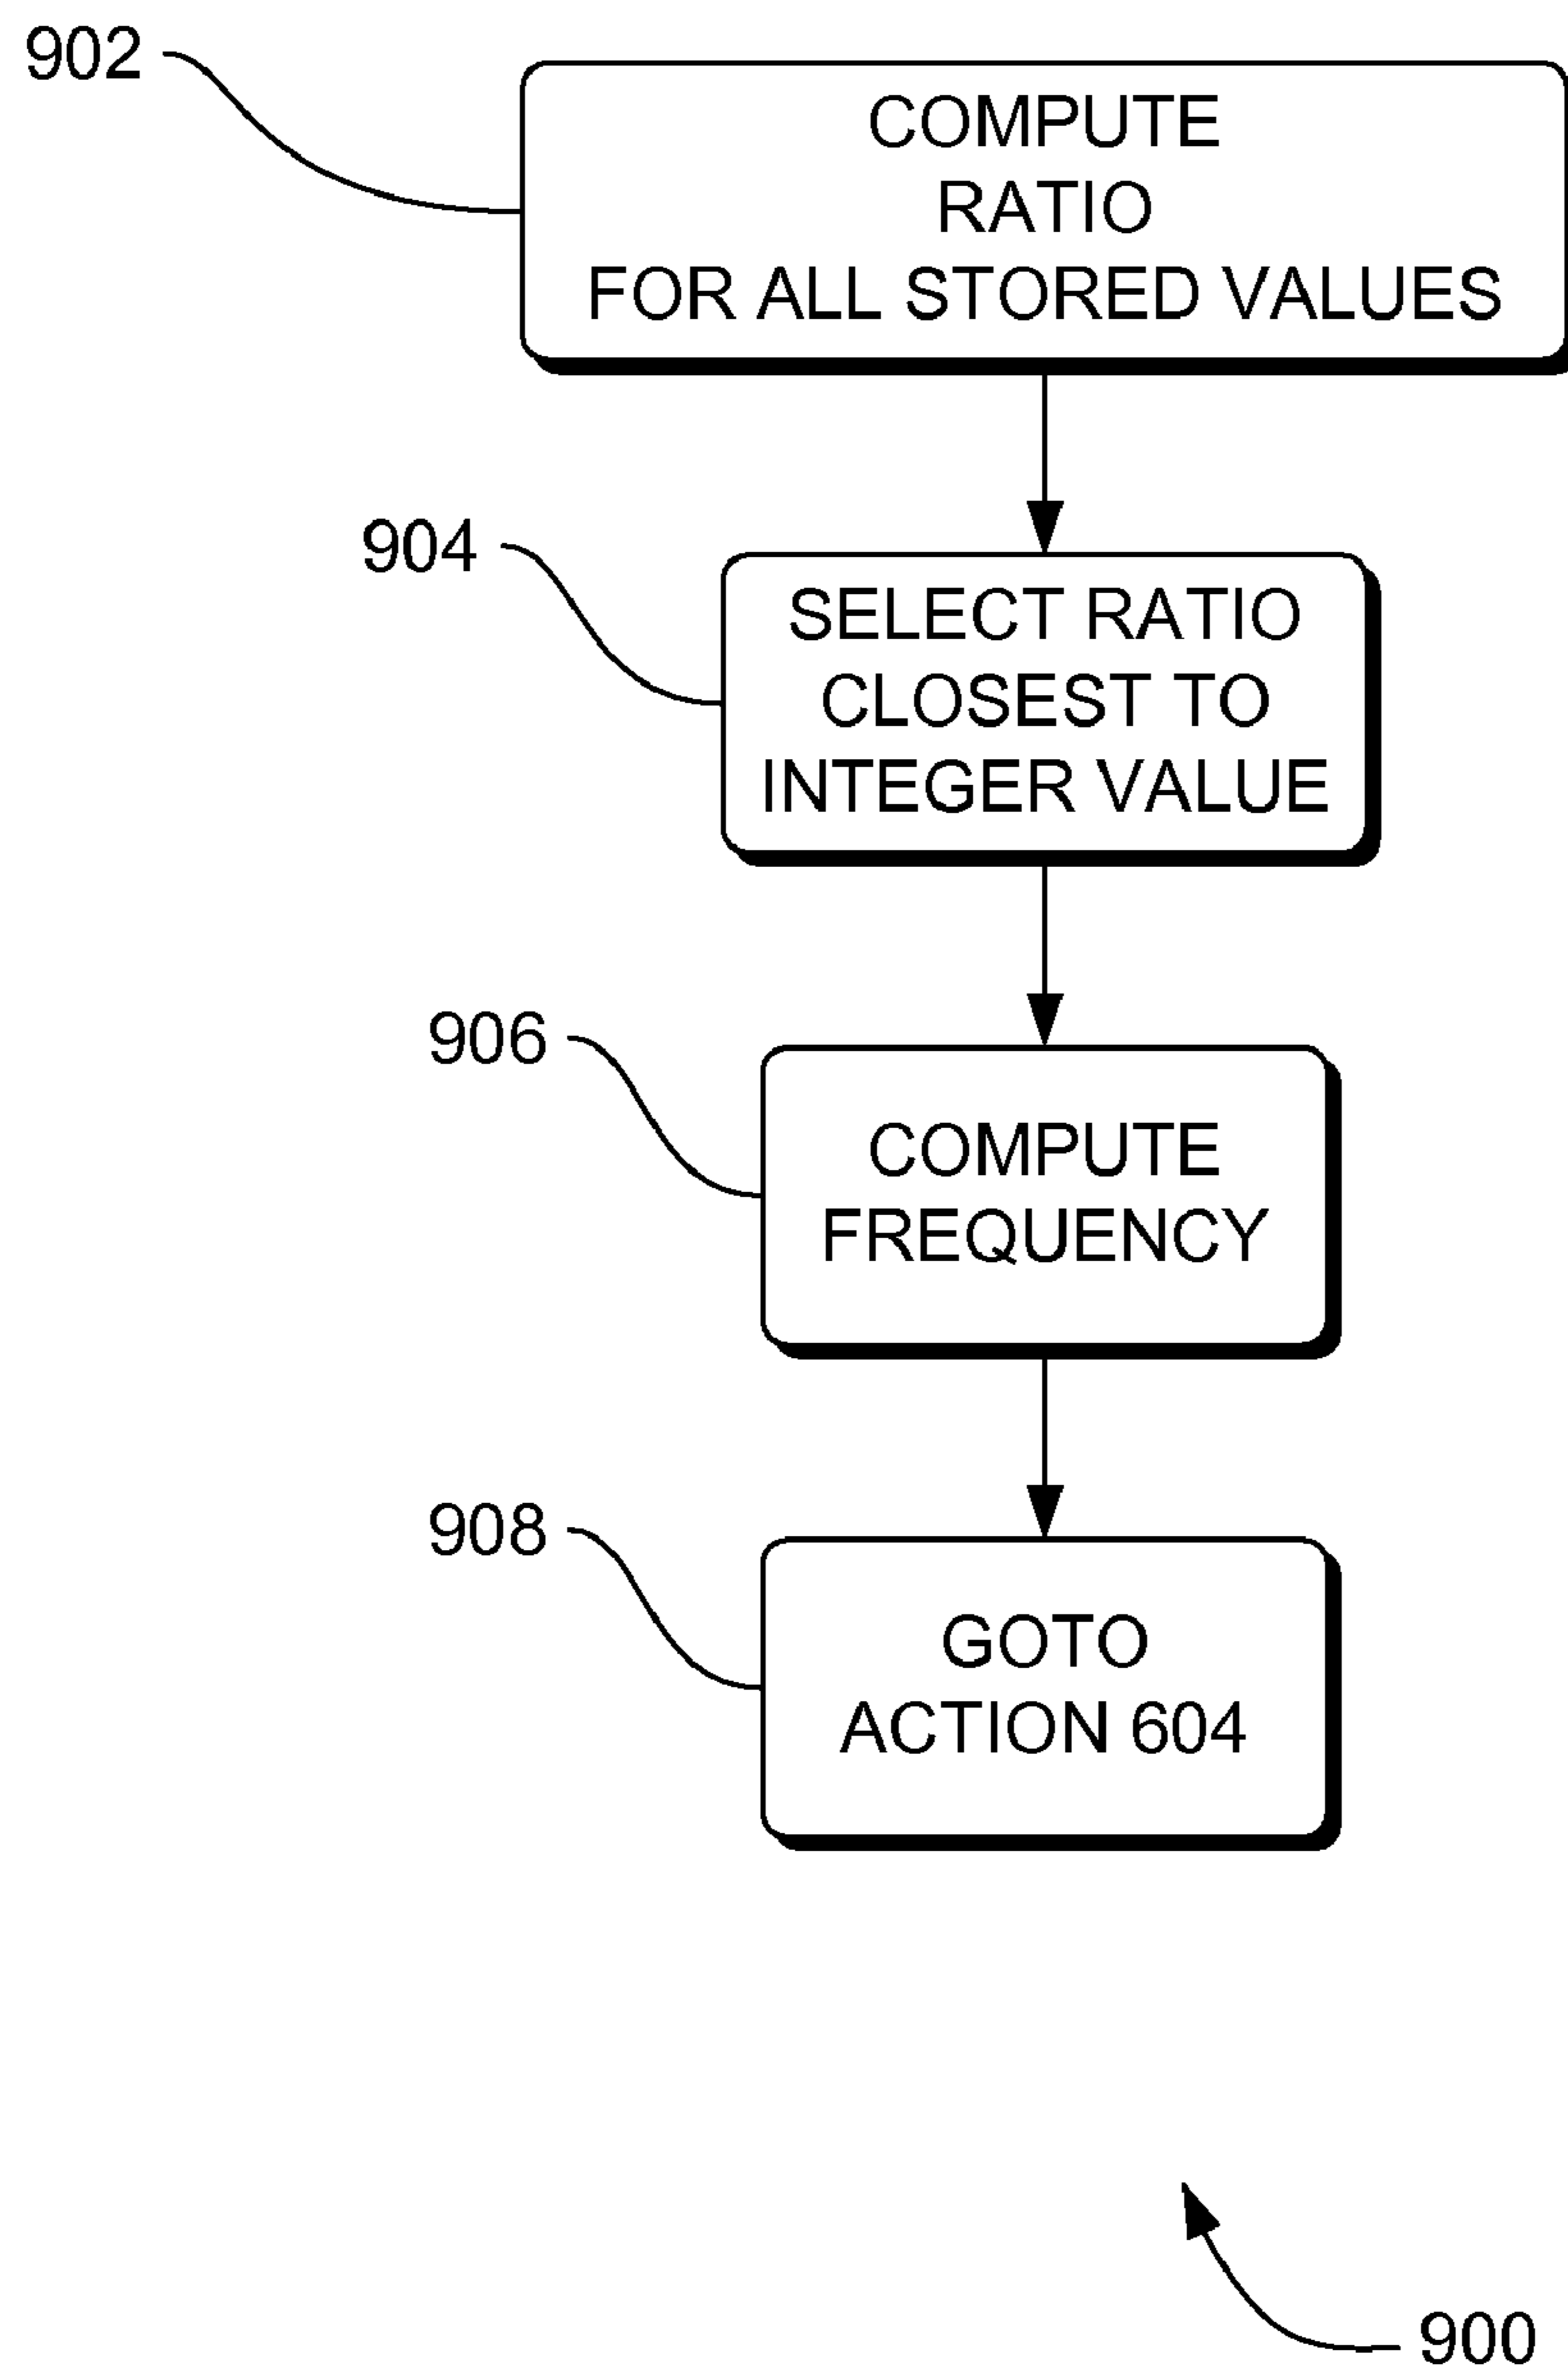 902
COMPUTE
RATIO
FOR ALL STORED VALUES
904
SELECT RATIO
CLOSEST TO
INTEGER VALUE
906
COMPUTE
FREQUENCY
908
GOTO
ACTION 604
900